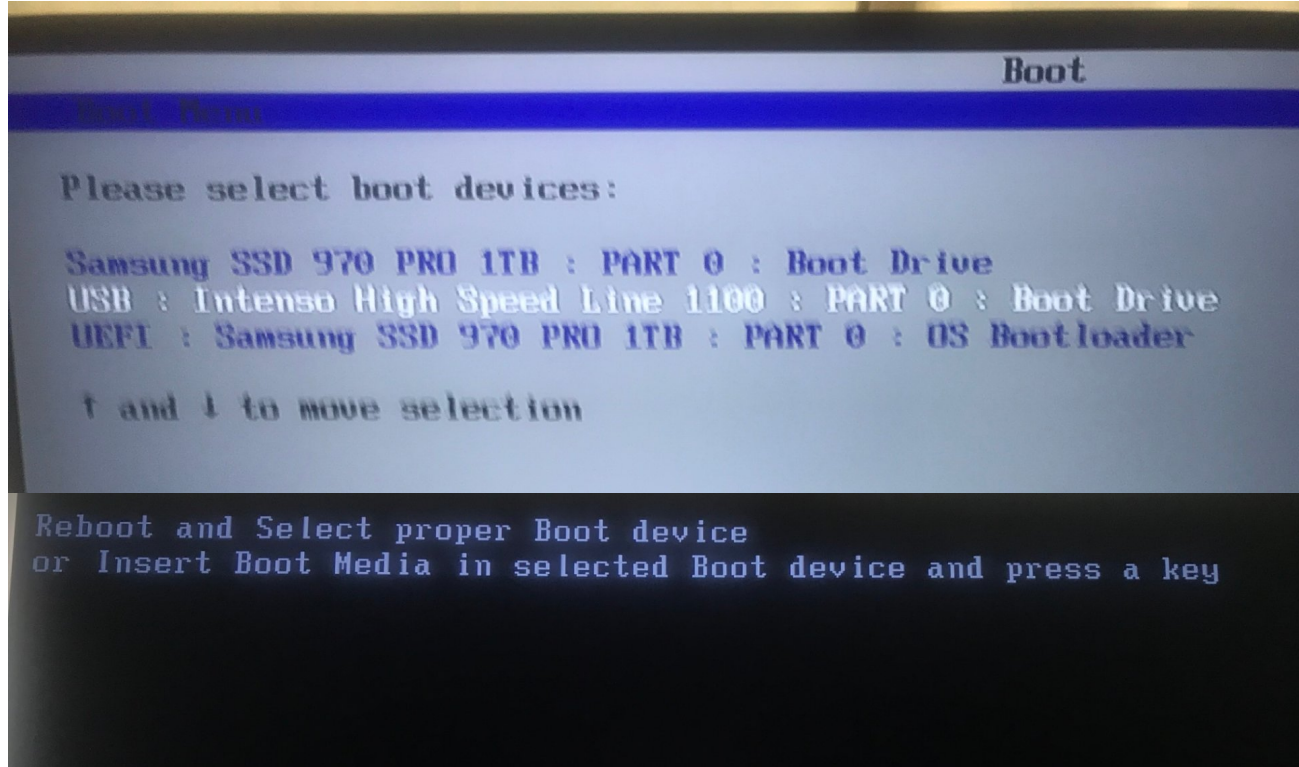 Boot
Boot Menu
Please select boot devices:
Samsung SSD 970 PRO 1TB : PART 0 : Boot Drive
USB : Intenso High Speed Line 1100 : PART 0 : Boot Drive
UEFI : Samsung SSD 970 PRO 1TB : PART 0 : OS Bootloader
↑ and ↓ to move selection
Reboot and Select proper Boot device
or Insert Boot Media in selected Boot device and press a key